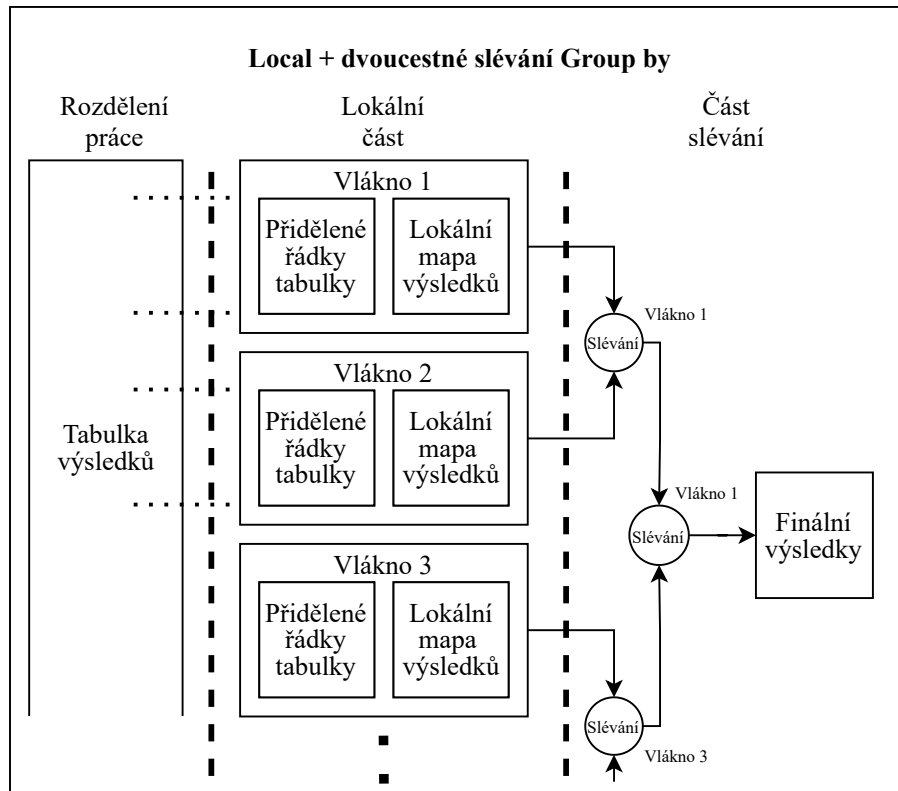 Local + dvoucestné slévání Group by
Rozdělení
práce
Lokální
část
Část
slévání
Tabulka
výsledků
Vlákno 1
Přidělené
řádky
tabulky
Lokální
mapa
výsledků
Vlákno 2
Přidělené
řádky
tabulky
Lokální
mapa
výsledků
Vlákno 3
Přidělené
řádky
tabulky
Lokální
mapa
výsledků
Vlákno 1
Slévání
Vlákno 1
Slévání
Slévání
Vlákno 3
Finální
výsledky